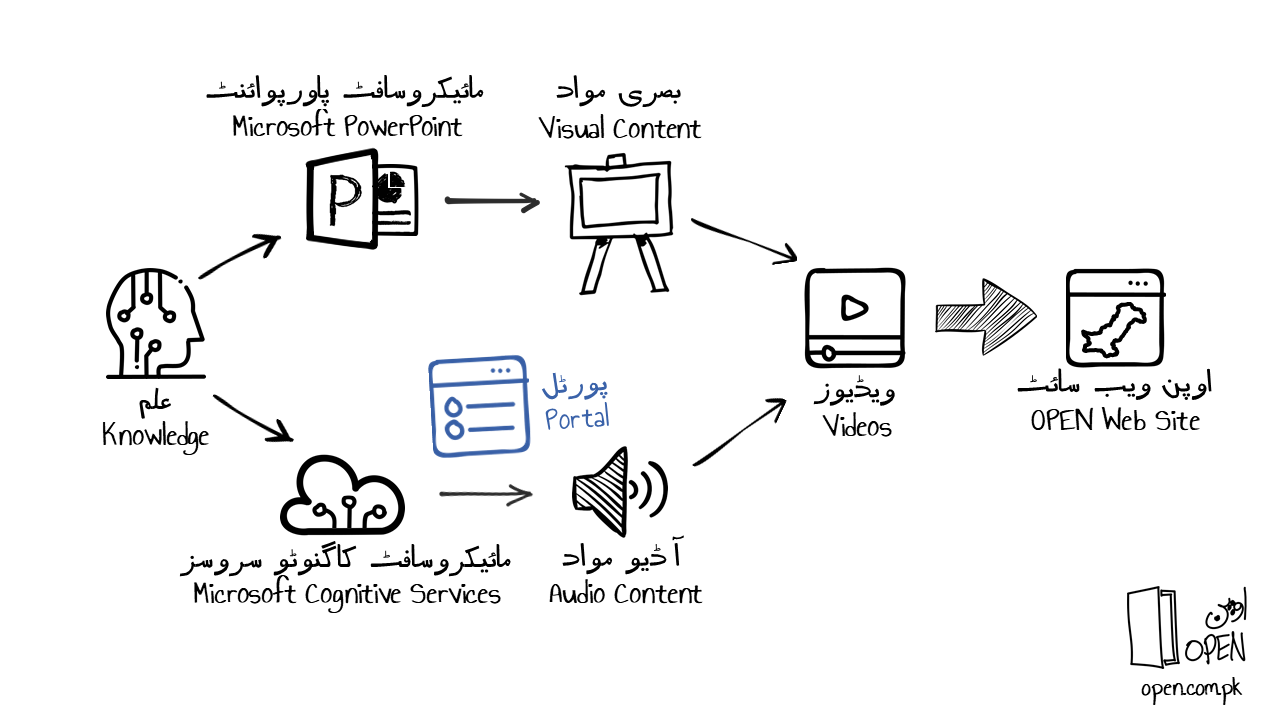 مائیکروسافٹ پاورپوائنٹ
Microsoft PowerPoint
بصری مواد
Visual Content
P
علم
Knowledge
پورٹل
Portal
ویڈیوز
Videos
اوپن ویب سائٹ
OPEN Web Site
مائیکروسافٹ کاگنوٹو سروسز
Microsoft Cognitive Services
آڈیو مواد
Audio Content
اوپن
OPEN
open.com.pk